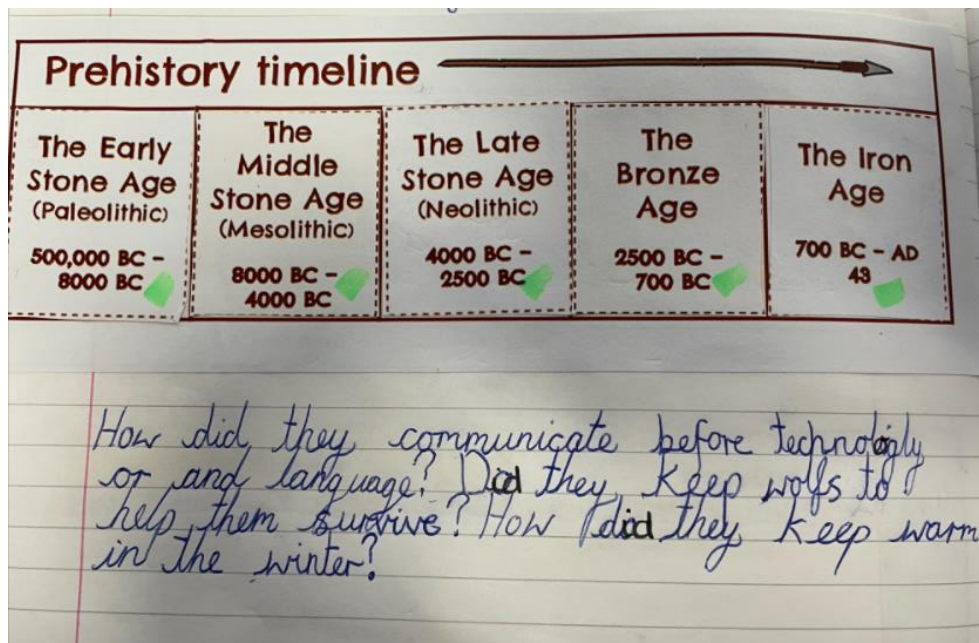 Prehistory timeline
The Early
Stone Age
(Paleolithic)
500,000 BC –
8000 BC
The
Middle
Stone Age
(Mesolithic)
8000 BC –
4000 BC
The Late
Stone Age
(Neolithic)
4000 BC –
2500 BC
The
Bronze
Age
2500 BC –
700 BC
The Iron
Age
700 BC – AD
43
How did they communicate before
or and language? Did they keep wolfs to
help them survive? How did they keep warm
in the winter?